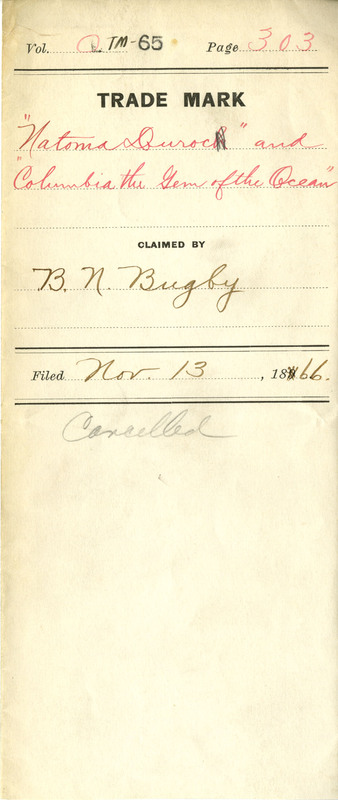 Vol. Q TM-65 Page 303
TRADE MARK
"Natoma Duroc" and
"Columbia the Gem of the Ocean"
CLAIMED BY
B. N. Bugby
Filed Nov. 13, 1866.
Cancelled